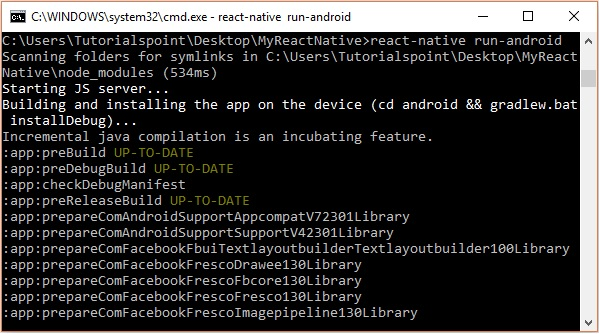 C:\WINDOWS\system32\cmd.exe - react-native run-android
C:\Users\Tutorialspoint\Desktop\MyReactNative>react-native run-android
Scanning folders for symlinks in C:\Users\Tutorialspoint\Desktop\MyReact
Native\node_modules (534ms)
Starting JS server...
Building and installing the app on the device (cd android && gradlew.bat
 installDebug)...
Incremental java compilation is an incubating feature.
:app:preBuild UP-TO-DATE
:app:preDebugBuild UP-TO-DATE
:app:checkDebugManifest
:app:preReleaseBuild UP-TO-DATE
:app:prepareComAndroidSupportAppcompatV72301Library
:app:prepareComAndroidSupportSupportV42301Library
:app:prepareComFacebookFbuiTextlayoutbuilderTextlayoutbuilder100Library
:app:prepareComFacebookFrescoDrawee130Library
:app:prepareComFacebookFrescoFbcore130Library
:app:prepareComFacebookFrescoFresco130Library
:app:prepareComFacebookFrescoImagepipeline130Library